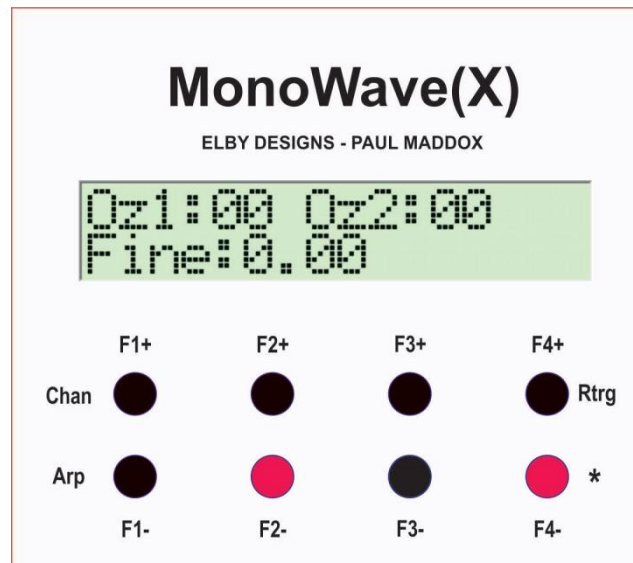 MonoWave(X)
ELBY DESIGNS - PAUL MADDOX
Oz1:00 Oz2:00
Fine:0.00
F1+ F2+ F3+ F4+
Chan Rtrg
Arp *
F1- F2- F3- F4-